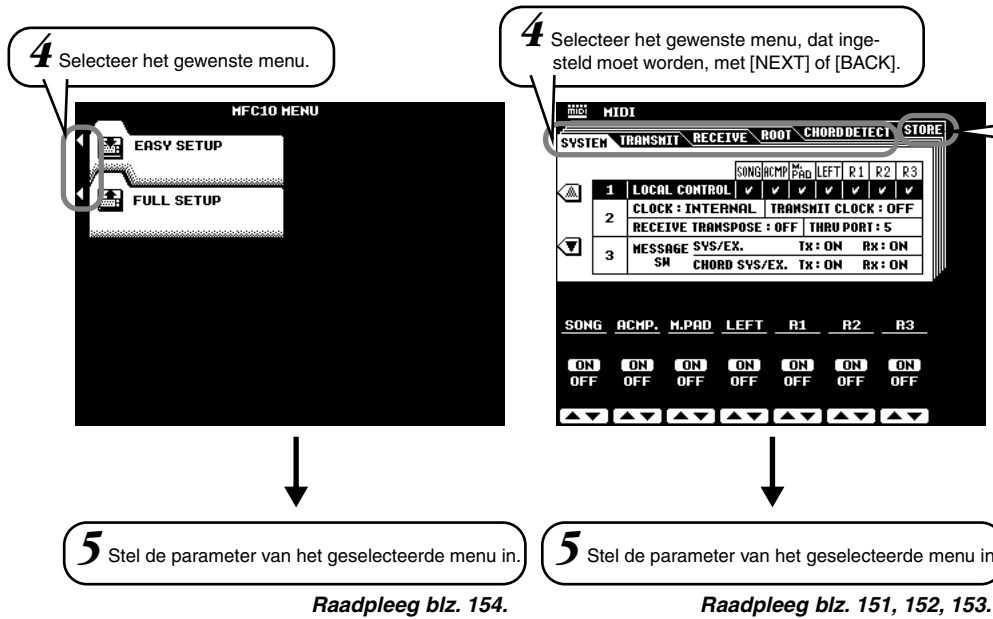 4 Selecteer het gewenste menu.
MFC10 MENU
EASY SETUP
FULL SETUP
5 Stel de parameter van het geselecteerde menu in.
Raadpleeg blz. 154.
4 Selecteer het gewenste menu, dat inge-
steld moet worden, met [NEXT] of [BACK].
MIDI MIDI
SYSTEM TRANSMIT RECEIVE ROOT CHORD DETECT STORE
SONG ACMP M.PAD LEFT R1 R2 R3
1 LOCAL CONTROL ✔ ✔ ✔ ✔ ✔ ✔ ✔
2 CLOCK : INTERNAL TRANSMIT CLOCK : OFF
RECEIVE TRANSPOSE : OFF THRU PORT : 5
3 MESSAGE SW SYS/EX. Tx : ON Rx : ON
CHORD SYS/EX. Tx : ON Rx : ON
SONG ACMP. M.PAD LEFT R1 R2 R3
ON ON ON ON ON ON ON
OFF OFF OFF OFF OFF OFF OFF
5 Stel de parameter van het geselecteerde menu in
Raadpleeg blz. 151, 152, 153.